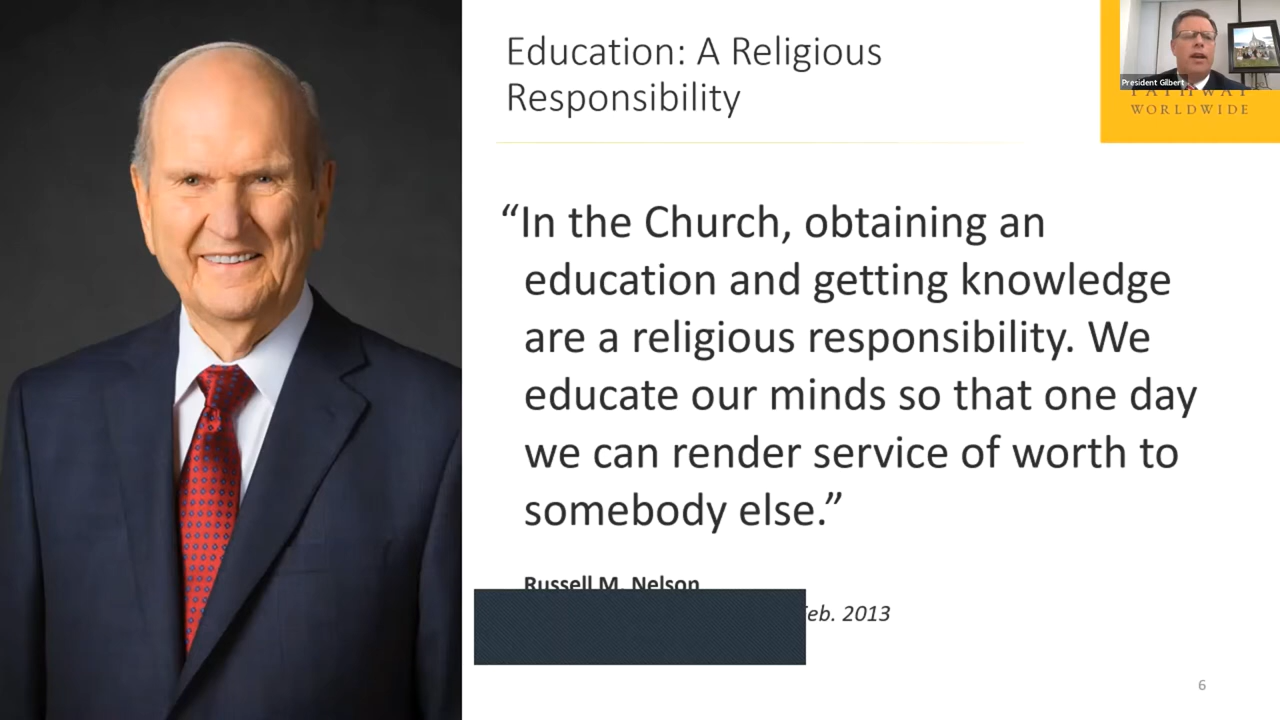 Education: A Religious
Responsibility
President Gilbert
WORLDWIDE
“In the Church, obtaining an
education and getting knowledge
are a religious responsibility. We
educate our minds so that one day
we can render service of worth to
somebody else.”
Russell M. Nelson
2013
6